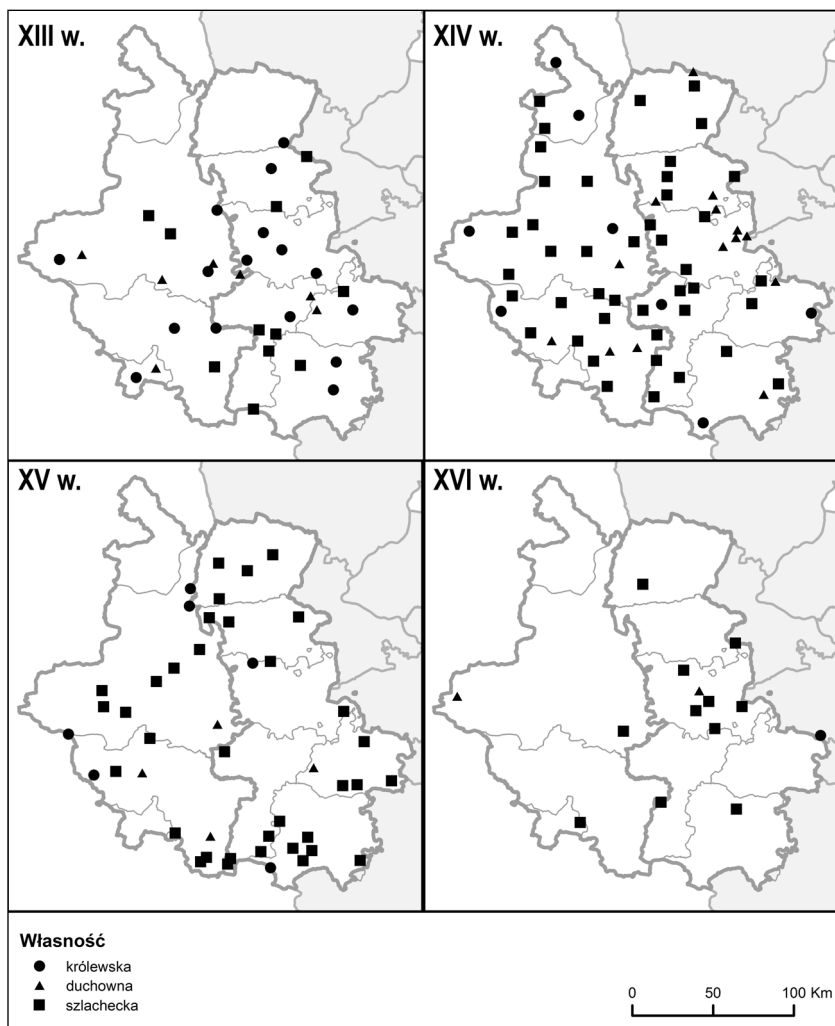 XIII w.
XIV w.
XV w.
XVI w.
Własność
królewska
duchowna
szlachecka
0 50 100 Km